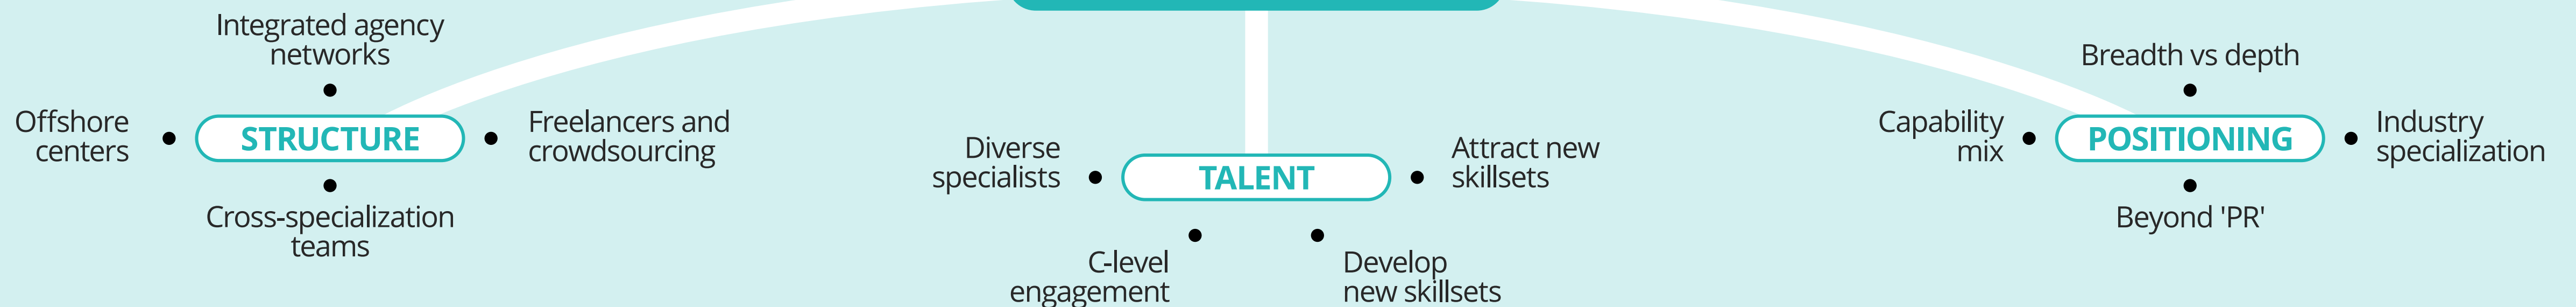 Integrated agency
networks
Offshore
centers
STRUCTURE
Freelancers and
crowdsourcing
Cross-specialization
teams
Diverse
specialists
TALENT
Attract new
skillsets
C-level
engagement
Develop
new skillsets
Breadth vs depth
Capability
mix
POSITIONING
Industry
specialization
Beyond 'PR'